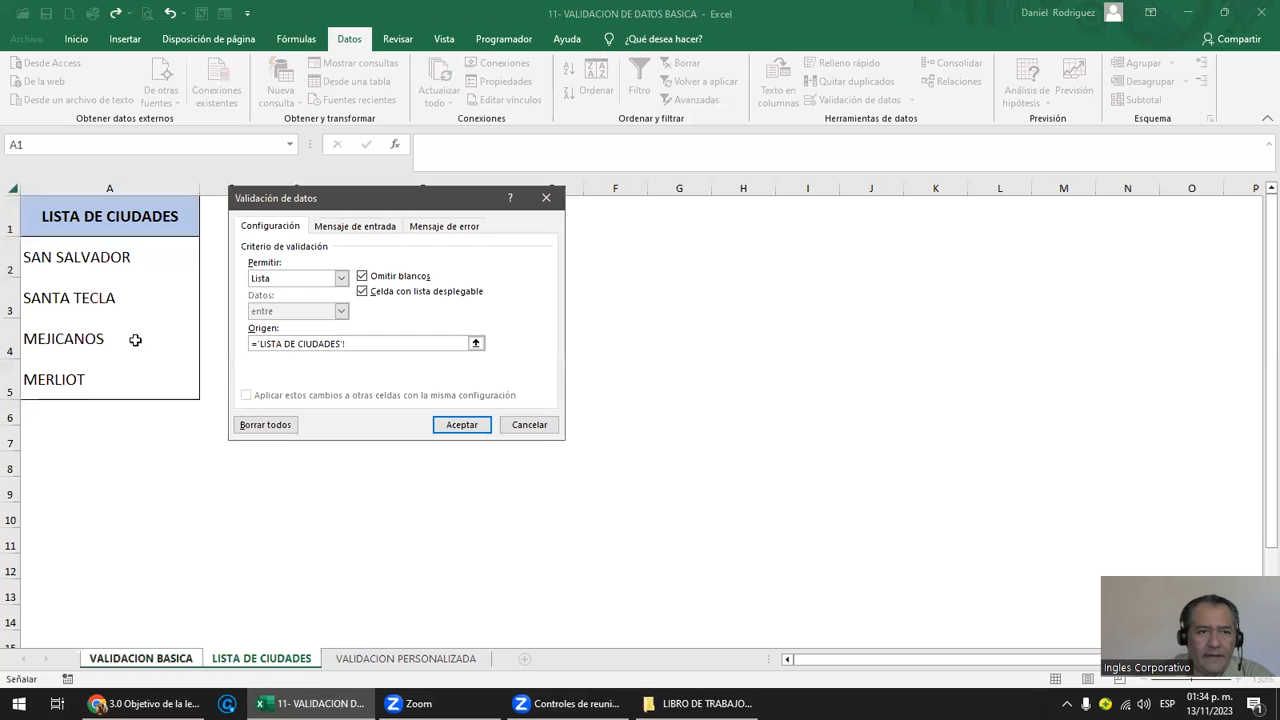 11- VALIDACION DE DATOS BASICA - Excel
Daniel Rodriguez
Archivo Inicio Insertar Disposición de página Fórmulas Datos Revisar Vista Programador Ayuda ¿Qué desea hacer? Compartir
Desde Access
De la web
Desde un archivo de texto
De otras fuentes
Conexiones existentes
Obtener datos externos
Nueva consulta
Mostrar consultas
Desde una tabla
Fuentes recientes
Obtener y transformar
Actualizar todo
Conexiones
Propiedades
Editar vínculos
Conexiones
Ordenar
Filtro
Borrar
Volver a aplicar
Avanzadas
Ordenar y filtrar
Texto en columnas
Relleno rápido
Quitar duplicados
Validación de datos
Consolidar
Relaciones
Herramientas de datos
Análisis de hipótesis
Previsión
Previsión
Agrupar
Desagrupar
Subtotal
Esquema
A1
fx
A F G H I J K L M N O P
1 LISTA DE CIUDADES
2 SAN SALVADOR
3 SANTA TECLA
4 MEJICANOS
5 MERLIOT
6
7
8
9
10
11
12
13
14
15
Validación de datos
?
Configuración Mensaje de entrada Mensaje de error
Criterio de validación
Permitir:
Lista
Omitir blancos
Celda con lista desplegable
Datos:
entre
Origen:
='LISTA DE CIUDADES'!
Aplicar estos cambios a otras celdas con la misma configuración
Borrar todos Aceptar Cancelar
Ingles Corporativo
VALIDACION BASICA LISTA DE CIUDADES VALIDACION PERSONALIZADA
Señalar
130%
3.0 Objetivo de la le...
11- VALIDACION D...
Zoom
Controles de reuni...
LIBRO DE TRABAJO...
ESP
01:34 p. m.
13/11/2023